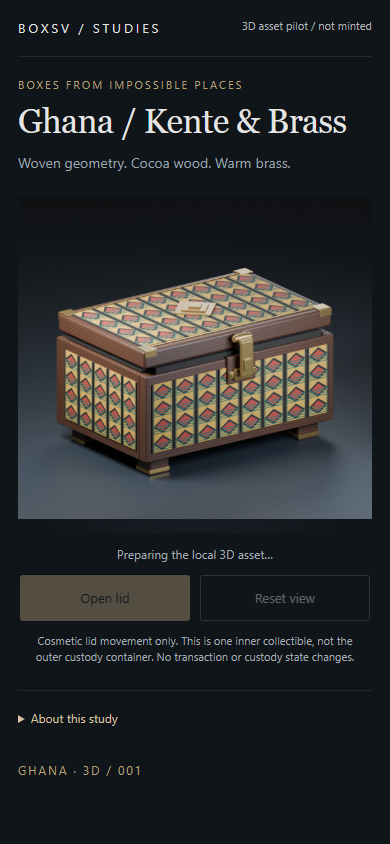 BOXSV / STUDIES
3D asset pilot / not minted
BOXES FROM IMPOSSIBLE PLACES
Ghana / Kente & Brass
Woven geometry. Cocoa wood. Warm brass.
Preparing the local 3D asset...
Open lid
Reset view
Cosmetic lid movement only. This is one inner collectible, not the
outer custody container. No transaction or custody state changes.
About this study
GHANA · 3D / 001